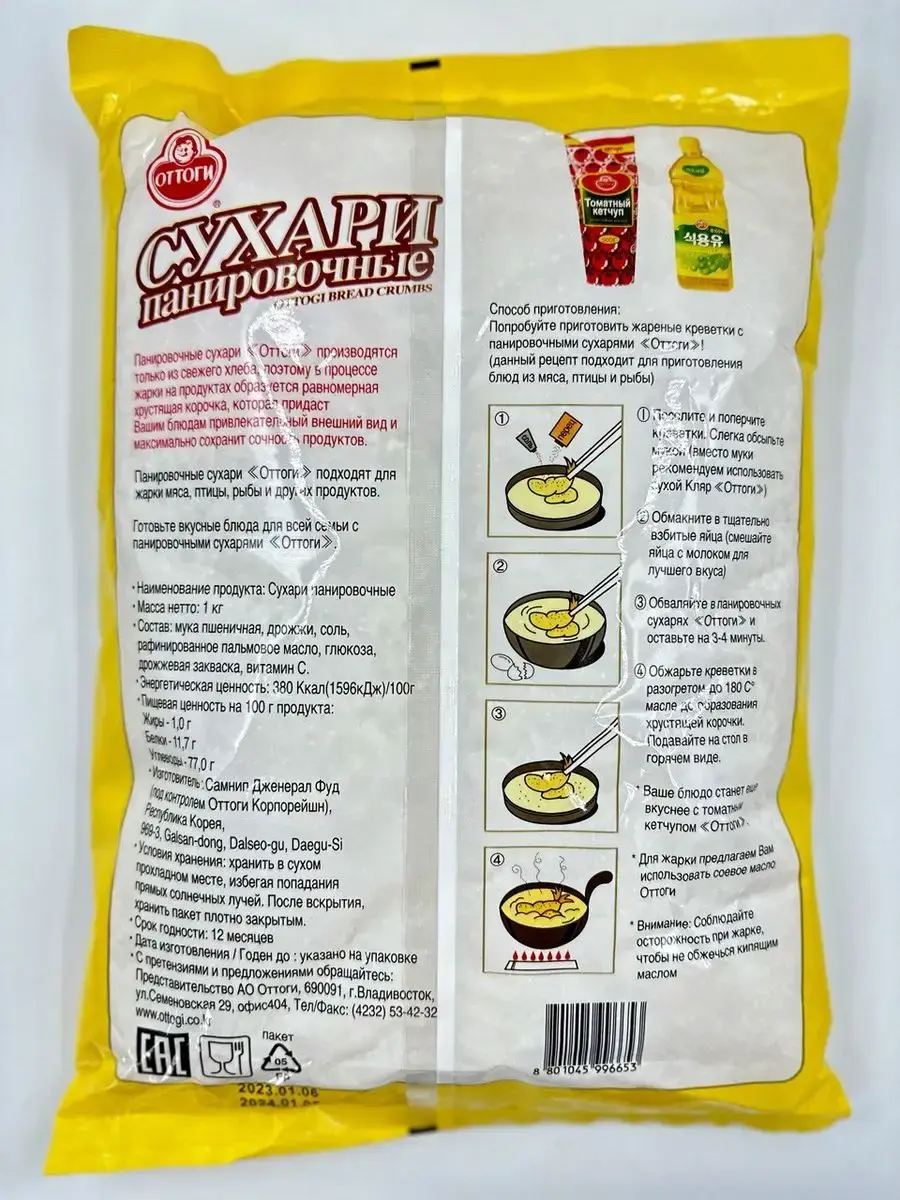 ОТТОГИ
®
СУХАРИ
панировочные
OTTOGI BREAD CRUMBS
Панировочные сухари 《Оттоги》 производятся
только из свежего хлеба, поэтому в процессе
жарки на продуктах образуется равномерная
хрустящая корочка, которая придаст
Вашим блюдам привлекательный внешний вид и
максимально сохранит сочность продуктов.
Панировочные сухари 《Оттоги》 подходят для
жарки мяса, птицы, рыбы и других продуктов.
Готовьте вкусные блюда для всей семьи с
панировочными сухарями 《Оттоги》.
· Наименование продукта: Сухари панировочные
· Масса нетто: 1 кг
· Состав: мука пшеничная, дрожжи, соль,
рафинированное пальмовое масло, глюкоза,
дрожжевая закваска, витамин С.
· Энергетическая ценность: 380 Ккал(1596кДж)/100г
· Пищевая ценность на 100 г продукта:
Жиры - 1,0 г
Белки - 11,7 г
Углеводы - 77,0 г
· Изготовитель: Самнип Дженерал Фуд
(под контролем Оттоги Корпорейшн),
Республика Корея,
969-3, Galsan-dong, Dalseo-gu, Daegu-Si
· Условия хранения: хранить в сухом
прохладном месте, избегая попадания
прямых солнечных лучей. После вскрытия,
хранить пакет плотно закрытым.
· Срок годности: 12 месяцев
· Дата изготовления / Годен до : указано на упаковке
· С претензиями и предложениями обращайтесь:
Представительство АО Оттоги, 690091, г.Владивосток,
ул.Семеновская 29, офис404, Тел/Факс: (4232) 53-42-32
www.ottogi.co.kr
EAC
пакет
05
2023.01.06
2024.01
Томатный
кетчуп
식용유
Способ приготовления:
Попробуйте приготовить жареные креветки с
панировочными сухарями 《Оттоги》!
(данный рецепт подходит для приготовления
блюд из мяса, птицы и рыбы)
①
соль
перец
②
③
④
① Посолите и поперчите
креветки. Слегка обсыпьте
мукой (вместо муки
рекомендуем использовать
сухой Кляр 《Оттоги》)
② Обмакните в тщательно
взбитые яйца (смешайте
яйца с молоком для
лучшего вкуса)
③ Обваляйте в панировочных
сухарях 《Оттоги》 и
оставьте на 3-4 минуты.
④ Обжарьте креветки в
разогретом до 180 С°
масле до образования
хрустящей корочки.
Подавайте на стол в
горячем виде.
* Ваше блюдо станет еще
вкуснее с томатным
кетчупом 《Оттоги》.
* Для жарки предлагаем Вам
использовать соевое масло
Оттоги
* Внимание: Соблюдайте
осторожность при жарке,
чтобы не обжечься кипящим
маслом
8 801045 996653